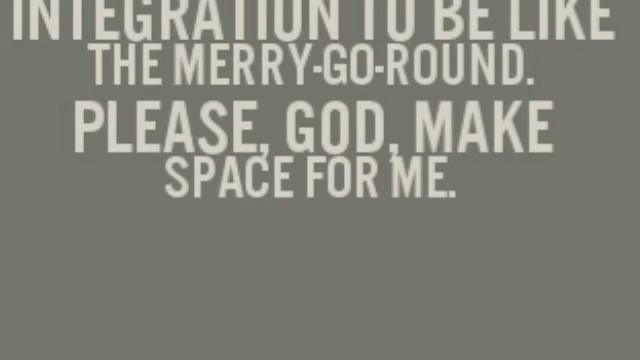 INTEGRATION TO BE LIKE
THE MERRY-GO-ROUND.
PLEASE, GOD, MAKE
SPACE FOR ME.